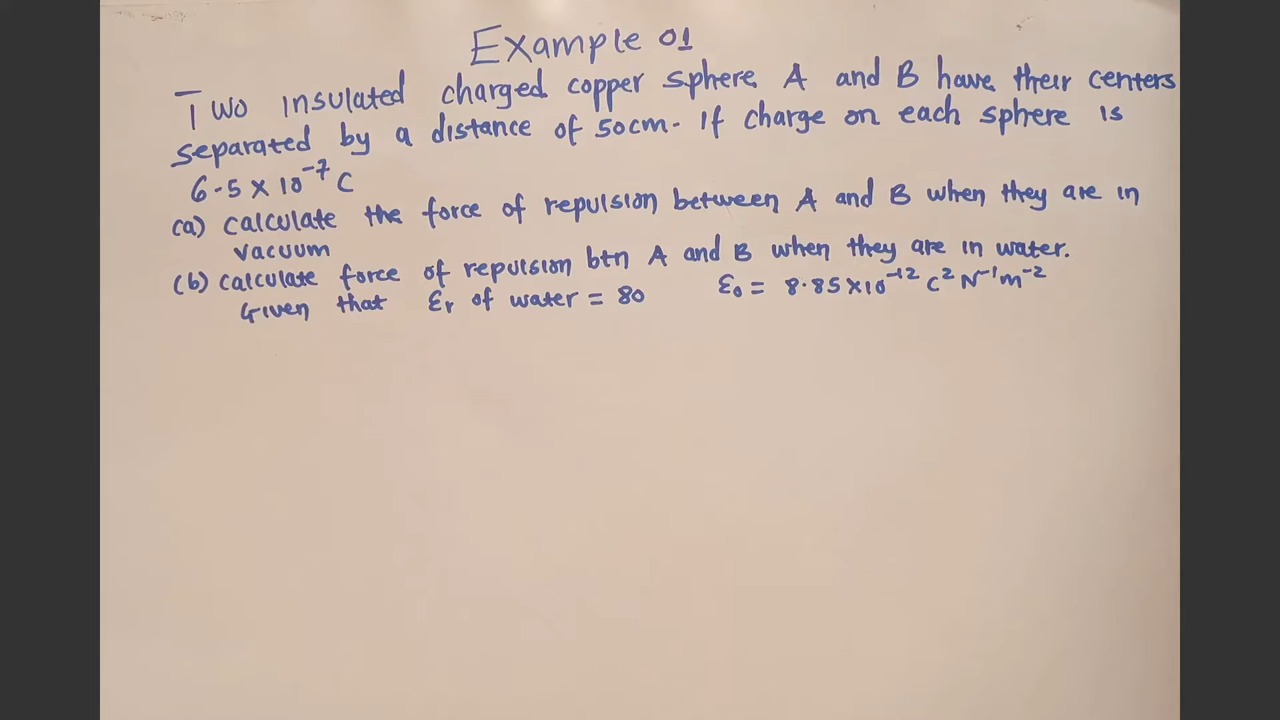 Example 01
Two insulated charged copper sphere A and B have their centers
separated by a distance of 50cm. If charge on each sphere is
6.5 × 10⁻⁷ C
(a) calculate the force of repulsion between A and B when they are in
vacuum
(b) calculate force of repulsion btn A and B when they are in water.
Given that εr of water = 80 ε₀ = 8.85×10⁻¹² C² N⁻¹ m⁻²